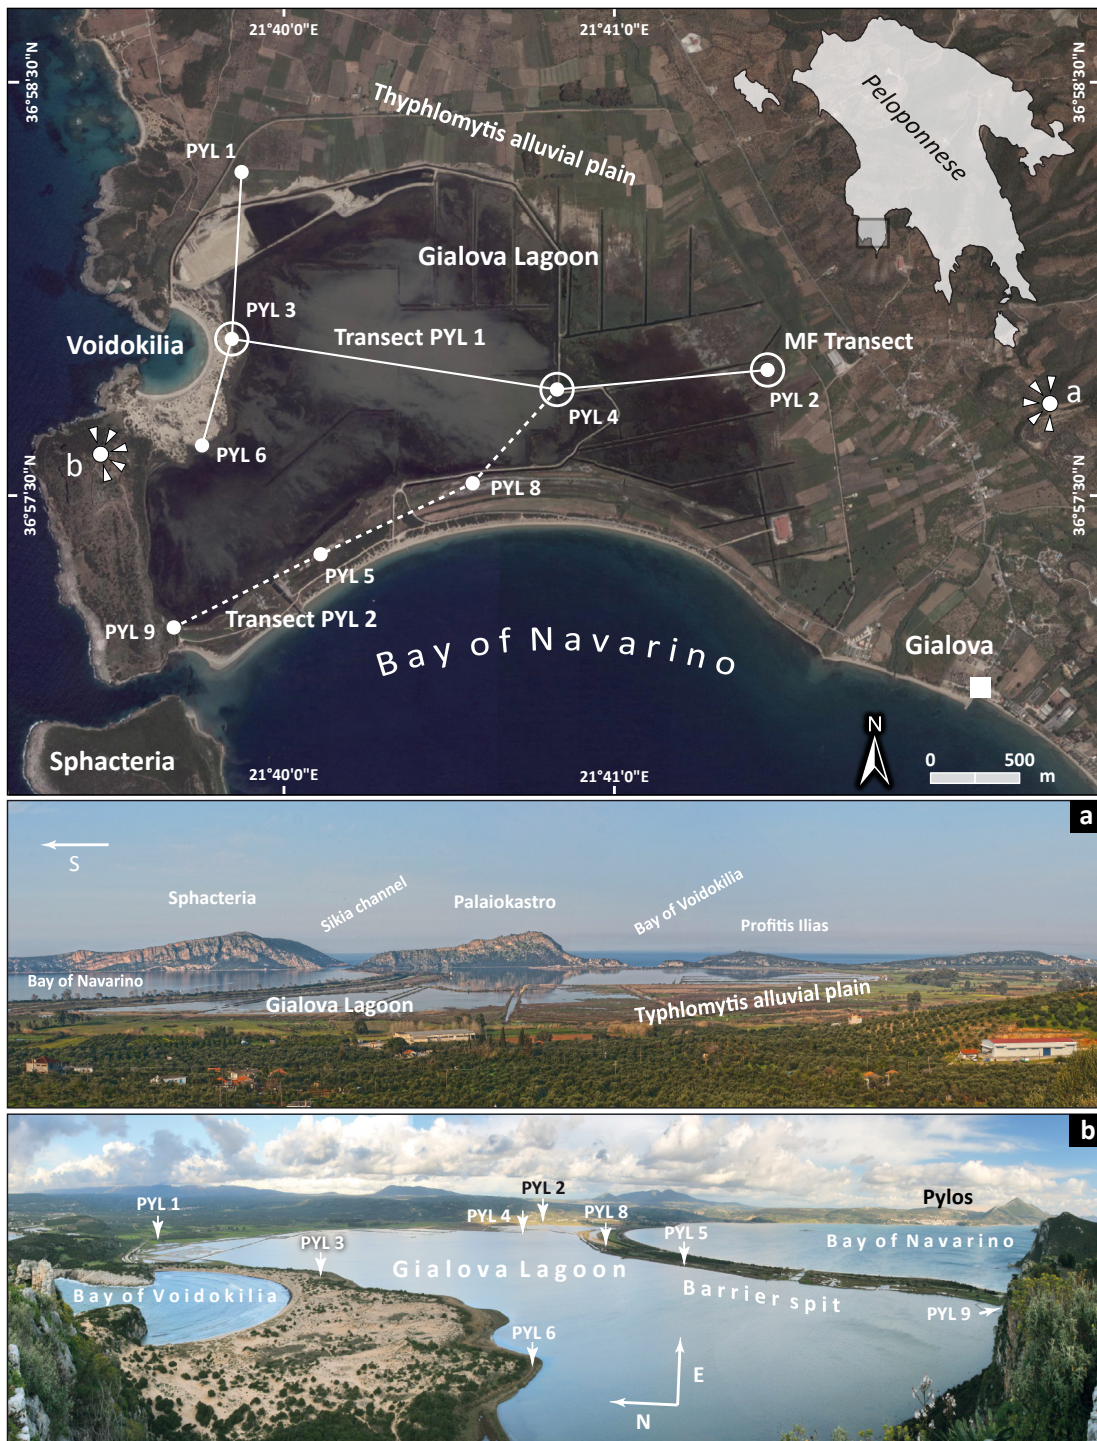 21°40'0"E
21°41'0"E
36°58'30"N
36°58'30"N
Thyphlomytis alluvial plain
Peloponnese
PYL 1
Gialova Lagoon
PYL 3
Voidokilia
Transect PYL 1
MF Transect
PYL 2
PYL 4
a
b
PYL 6
36°57'30"N
36°57'30"N
PYL 8
PYL 5
PYL 9
Transect PYL 2
Bay of Navarino
Gialova
Sphacteria
N
0 500
m
21°40'0"E
21°41'0"E
a
S
Sphacteria
Sikia channel
Palaiokastro
Bay of Voidokilia
Profitis Ilias
Bay of Navarino
Gialova Lagoon
Typhlomytis alluvial plain
b
PYL 1
PYL 2
PYL 4
PYL 8
Pylos
PYL 3
PYL 5
Bay of Navarino
Gialova Lagoon
Bay of Voidokilia
Barrier spit
PYL 9
PYL 6
E
N